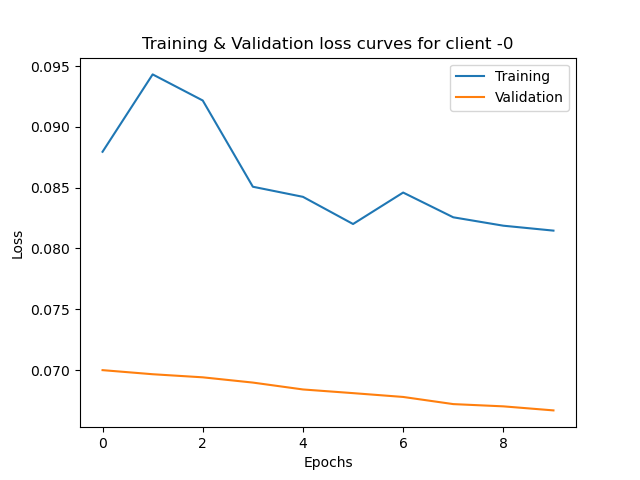 Training & Validation loss curves for client -0
Training
Validation
0.095
0.090
0.085
0.080
0.075
0.070
Loss
0 2 4 6 8
Epochs